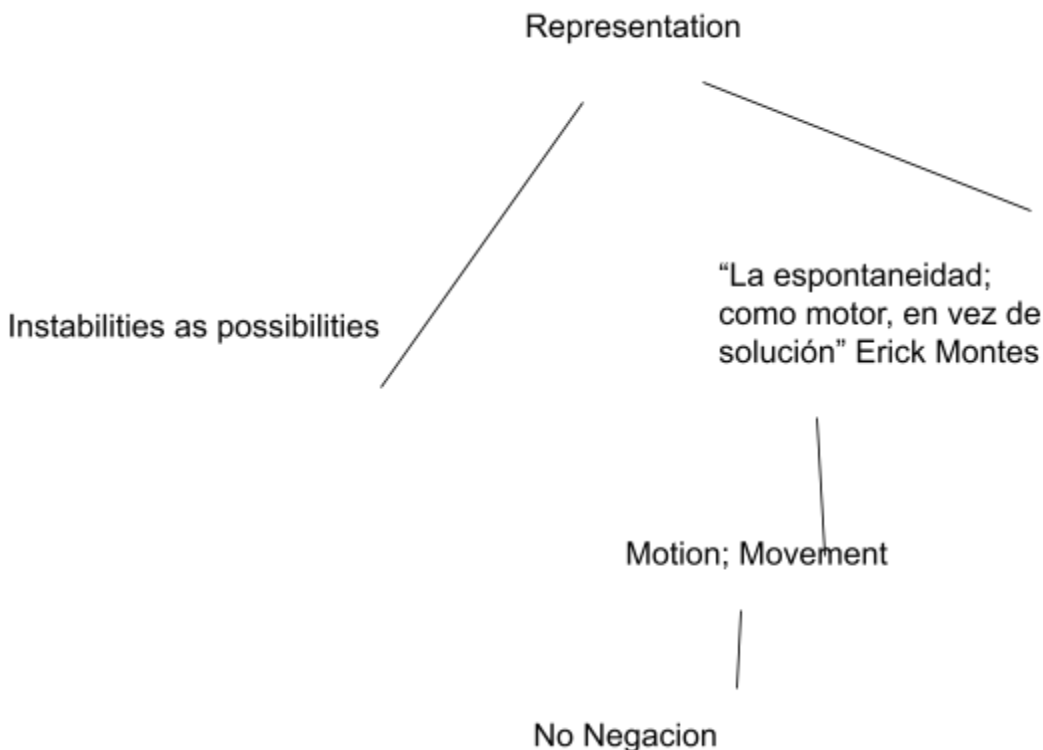 Representation
Instabilities as possibilities
“La espontaneidad;
como motor, en vez de
solución” Erick Montes
Motion; Movement
No Negacion